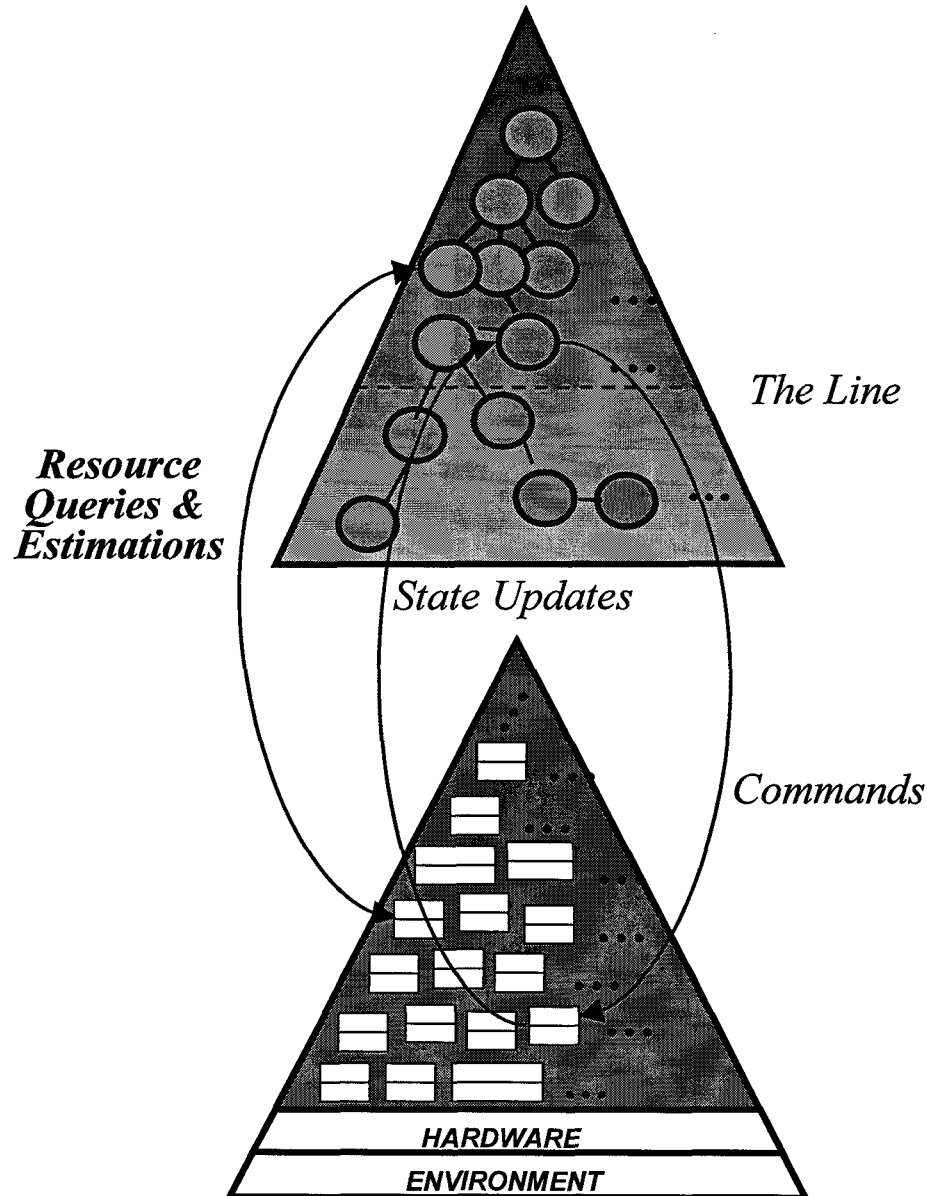 The Line
Resource
Queries &
Estimations
State Updates
Commands
HARDWARE
ENVIRONMENT